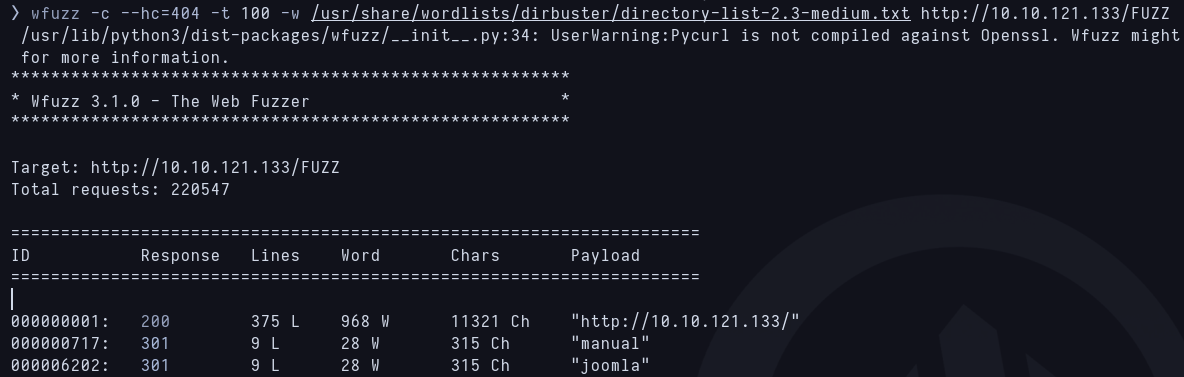 ❯ wfuzz -c --hc=404 -t 100 -w /usr/share/wordlists/dirbuster/directory-list-2.3-medium.txt http://10.10.121.133/FUZZ
/usr/lib/python3/dist-packages/wfuzz/__init__.py:34: UserWarning:Pycurl is not compiled against Openssl. Wfuzz might
for more information.
********************************************************
* Wfuzz 3.1.0 - The Web Fuzzer                         *
********************************************************
Target: http://10.10.121.133/FUZZ
Total requests: 220547
=====================================================================
ID           Response   Lines    Word       Chars       Payload
=====================================================================
000000001:   200        375 L    968 W      11321 Ch    "http://10.10.121.133/"
000000717:   301        9 L      28 W       315 Ch      "manual"
000006202:   301        9 L      28 W       315 Ch      "joomla"